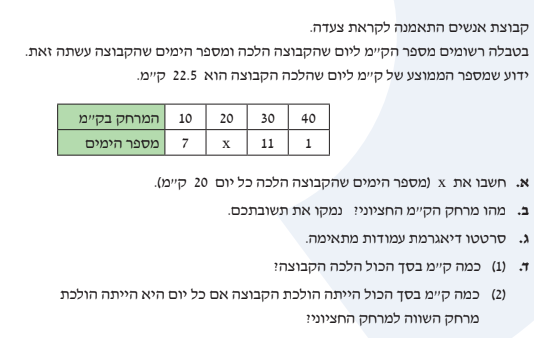 קבוצת אנשים התאמנה לקראת צעדה.
בטבלה רשומים מספר הק״מ ליום שהקבוצה הלכה ומספר הימים שהקבוצה עשתה זאת.
ידוע שמספר הממוצע של ק״מ ליום שהלכה הקבוצה הוא 22.5 ק״מ.
המרחק בק״מ 10 20 30 40
מספר הימים 7 x 11 1
א. חשבו את x (מספר הימים שהקבוצה הלכה כל יום 20 ק״מ).
ב. מהו מרחק הק״מ החציוני? נמקו את תשובתכם.
ג. סרטטו דיאגרמת עמודות מתאימה.
ד. (1) כמה ק״מ בסך הכול הלכה הקבוצה?
(2) כמה ק״מ בסך הכול הייתה הולכת הקבוצה אם כל יום היא הייתה הולכת
מרחק השווה למרחק החציוני?